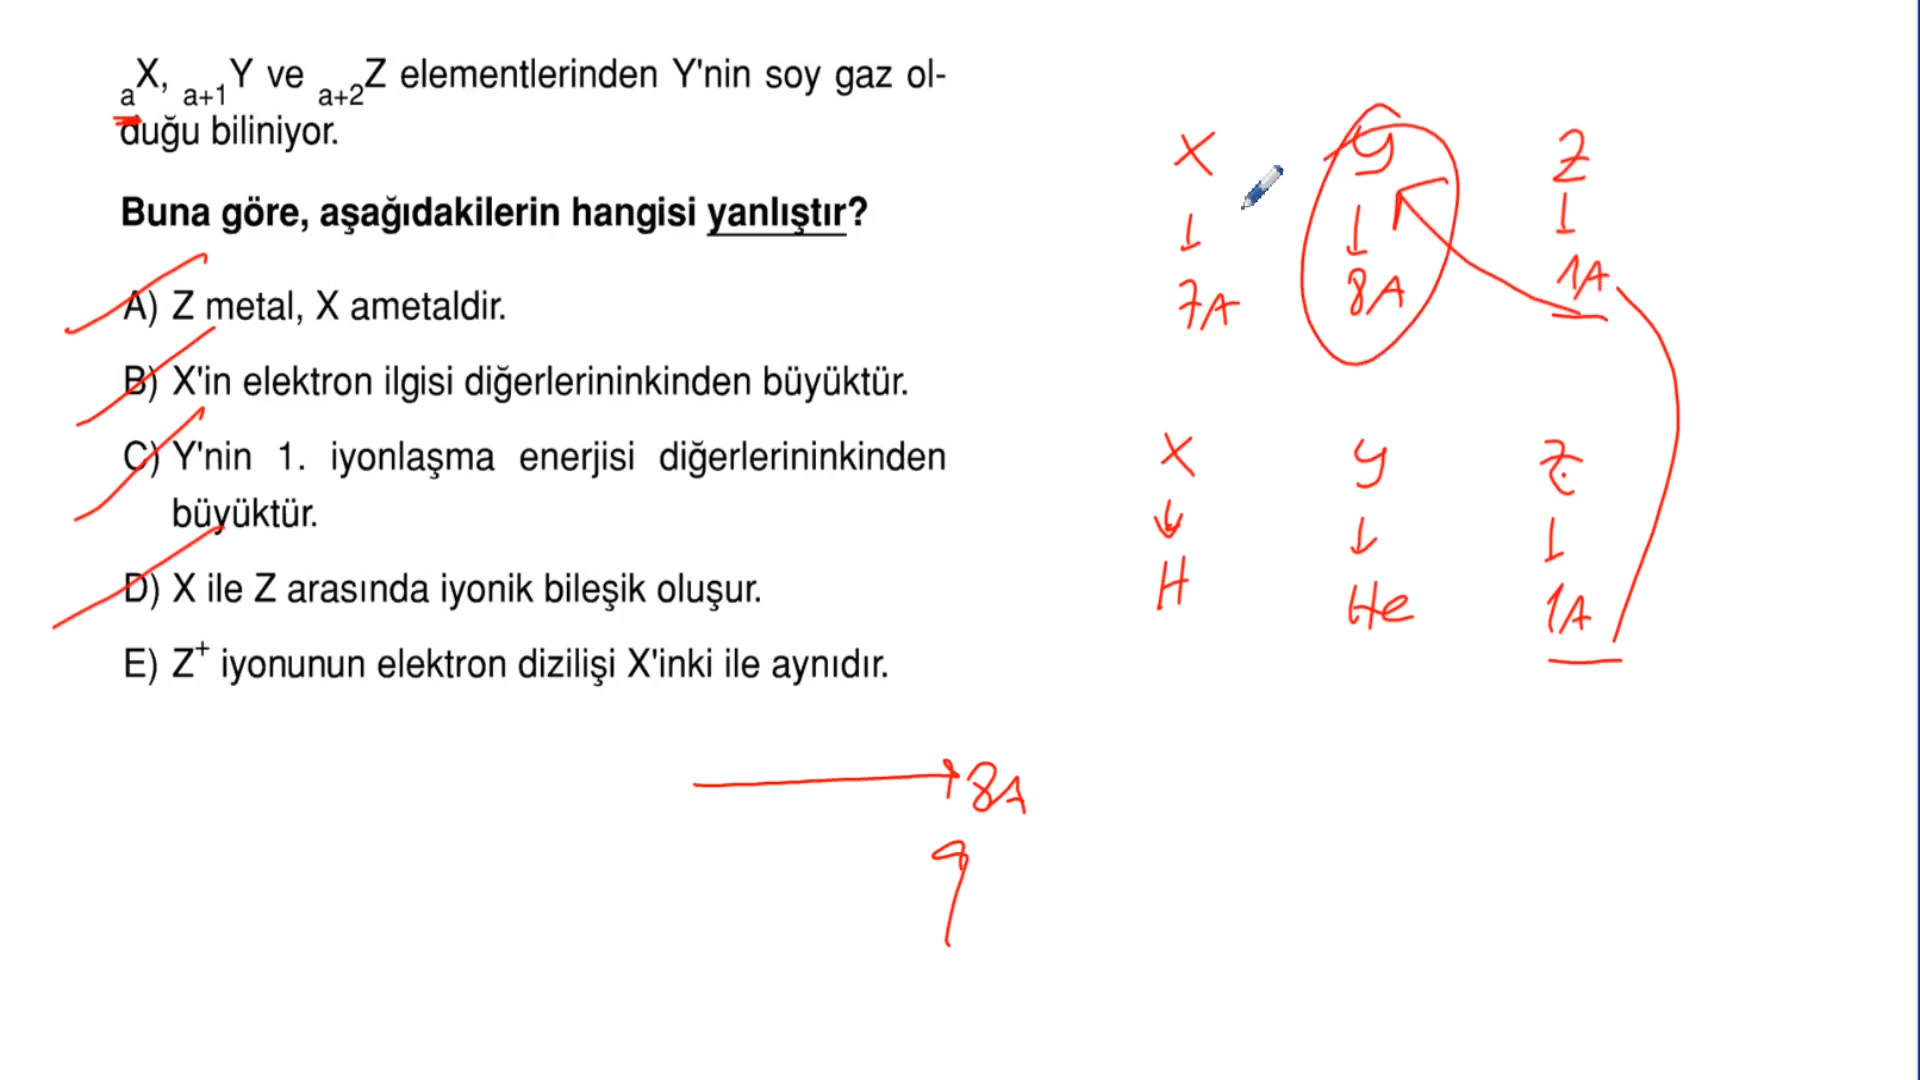 aX, a+1Y ve a+2Z elementlerinden Y'nin soy gaz ol-
duğu biliniyor.
Buna göre, aşağıdakilerin hangisi yanlıştır?
A) Z metal, X ametaldir.
B) X'in elektron ilgisi diğerlerininkinden büyüktür.
C) Y'nin 1. iyonlaşma enerjisi diğerlerininkinden
büyüktür.
D) X ile Z arasında iyonik bileşik oluşur.
E) Z+ iyonunun elektron dizilişi X'inki ile aynıdır.
X Y Z
7A 8A 1A
X Y Z
H He 1A
8A